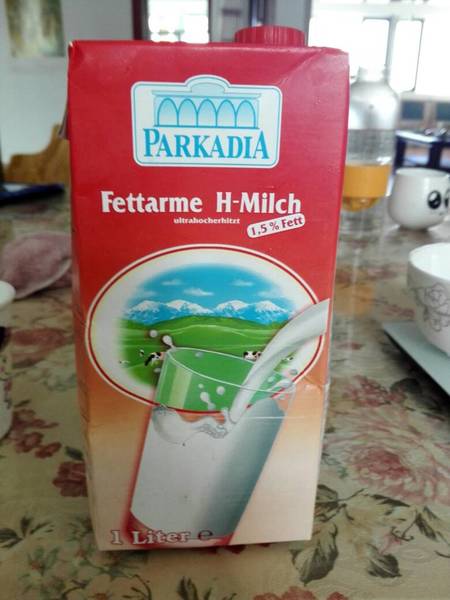 PARKADIA
Fettarme H-Milch
ultrahocherhitzt
1,5% Fett
1 Liter ℮